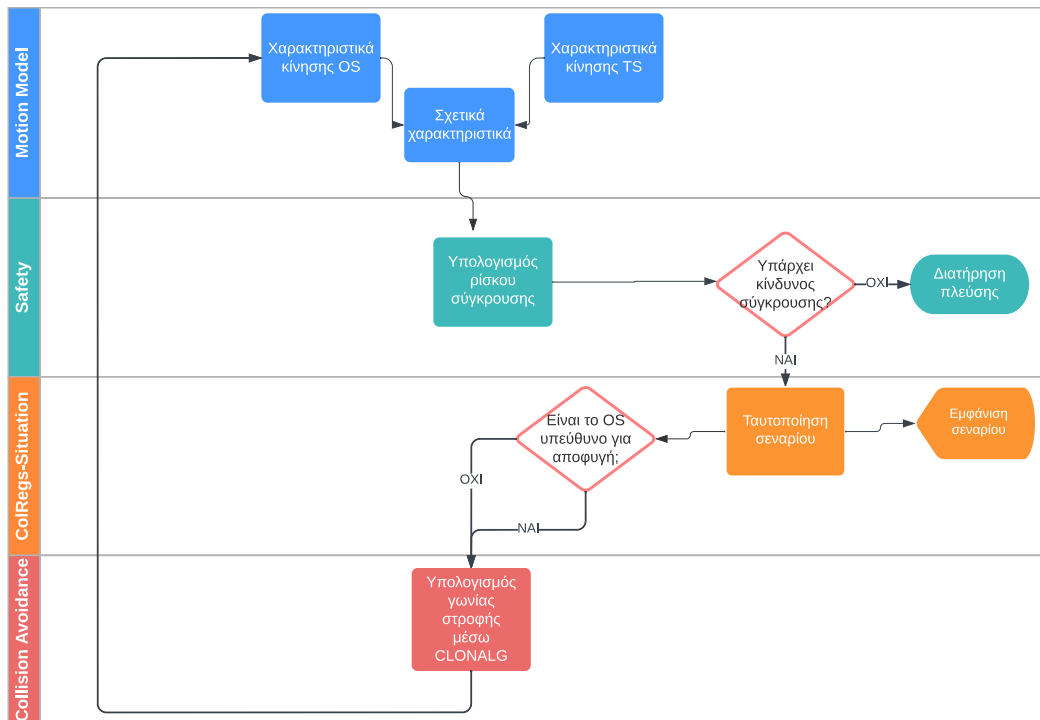 Motion Model
Χαρακτηριστικά
κίνησης OS
Χαρακτηριστικά
κίνησης TS
Σχετικά
χαρακτηριστικά
Safety
Υπολογισμός
ρίσκου
σύγκρουσης
Υπάρχει
κίνδυνος
σύγκρουσης?
ΟΧΙ
Διατήρηση
πλεύσης
ΝΑΙ
ColRegs-Situation
Είναι το OS
υπεύθυνο για
αποφυγή;
Ταυτοποίηση
σεναρίου
Εμφάνιση
σεναρίου
ΟΧΙ
ΝΑΙ
Collision Avoidance
Υπολογισμός
γωνίας
στροφής
μέσω
CLONALG